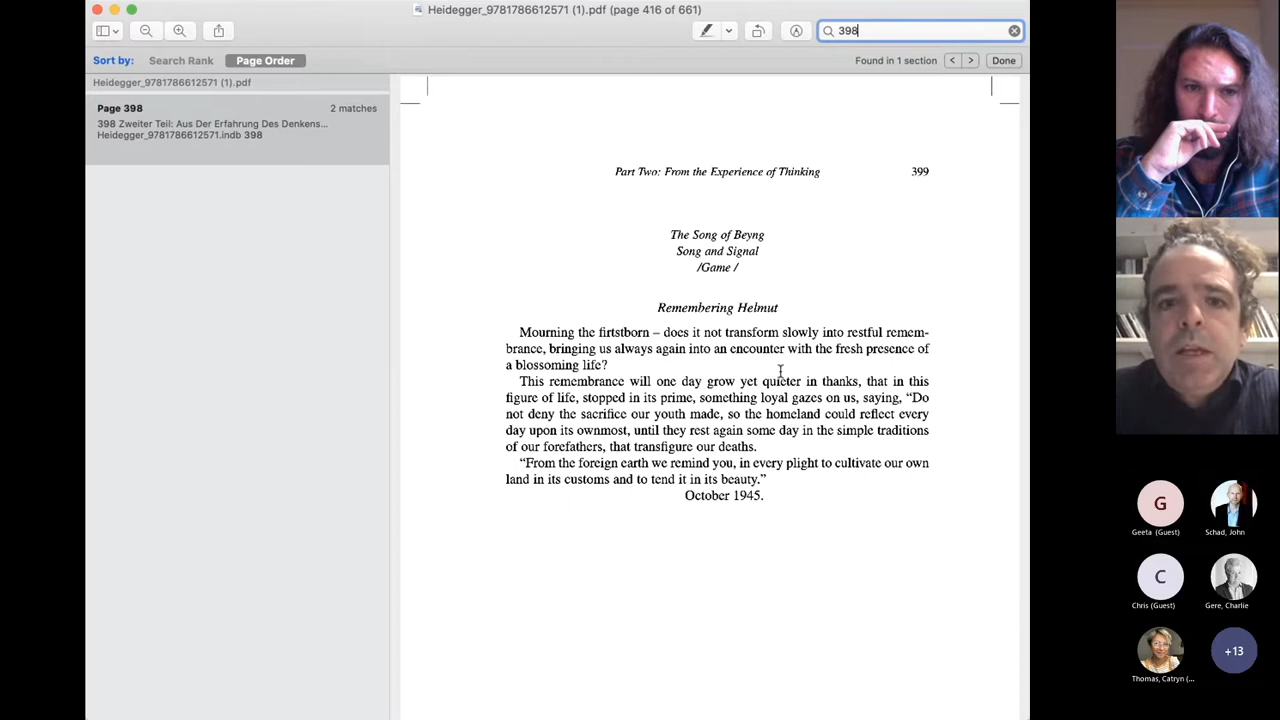 Heidegger_9781786612571 (1).pdf (page 416 of 661)
398
Sort by:
Search Rank
Page Order
Found in 1 section
Done
Heidegger_9781786612571 (1).pdf
Page 398
2 matches
398 Zweiter Teil: Aus Der Erfahrung Des Denkens...
Heidegger_9781786612571.indb 398
Part Two: From the Experience of Thinking 399
The Song of Beyng
Song and Signal
/Game /
Remembering Helmut
Mourning the firtstborn – does it not transform slowly into restful remem-
brance, bringing us always again into an encounter with the fresh presence of
a blossoming life?
This remembrance will one day grow yet quieter in thanks, that in this
figure of life, stopped in its prime, something loyal gazes on us, saying, “Do
not deny the sacrifice our youth made, so the homeland could reflect every
day upon its ownmost, until they rest again some day in the simple traditions
of our forefathers, that transfigure our deaths.
“From the foreign earth we remind you, in every plight to cultivate our own
land in its customs and to tend it in its beauty.”
October 1945.
G
Geeta (Guest)
Schad, John
C
Chris (Guest)
Gere, Charlie
Thomas, Catryn (...
+13